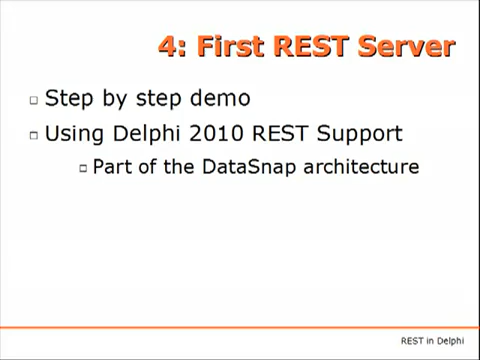 4: First REST Server
Step by step demo
Using Delphi 2010 REST Support
Part of the DataSnap architecture
REST in Delphi